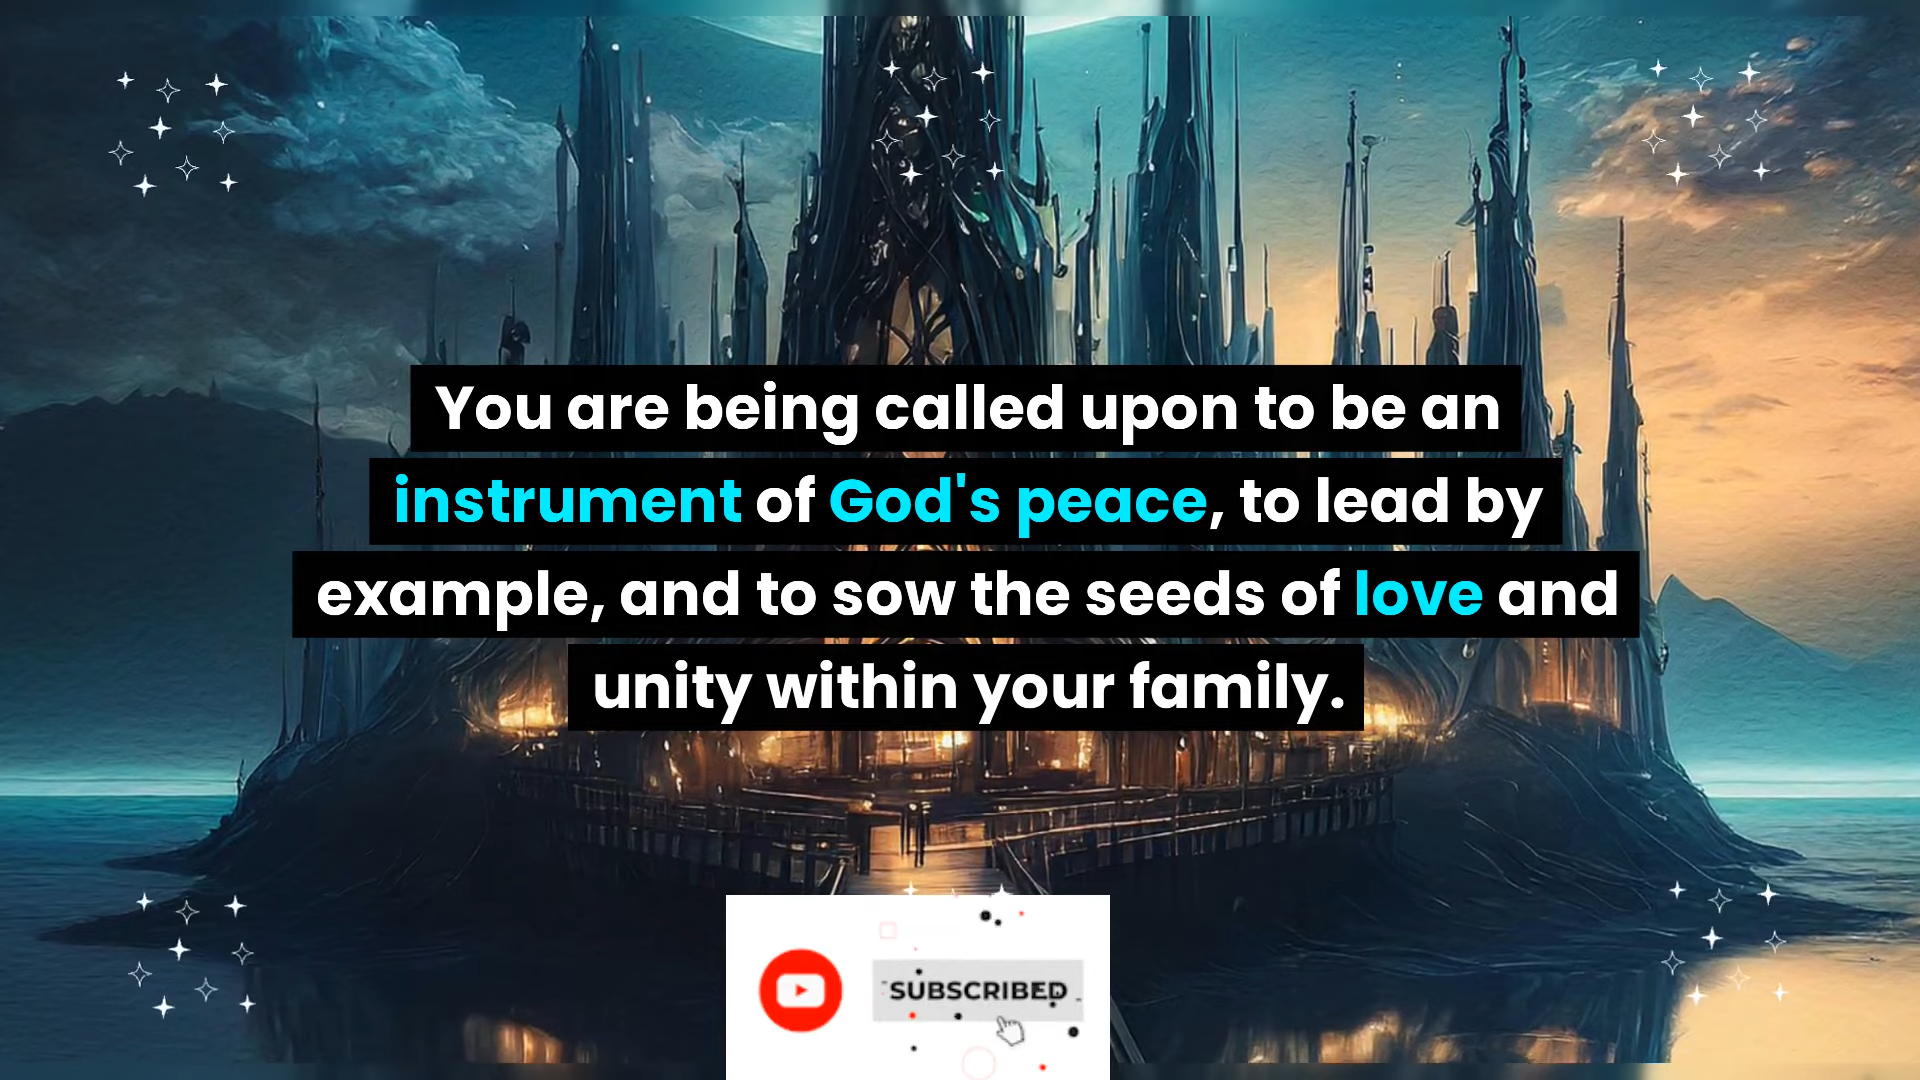 You are being called upon to be an
instrument of God's peace, to lead by
example, and to sow the seeds of love and
unity within your family.
SUBSCRIBED